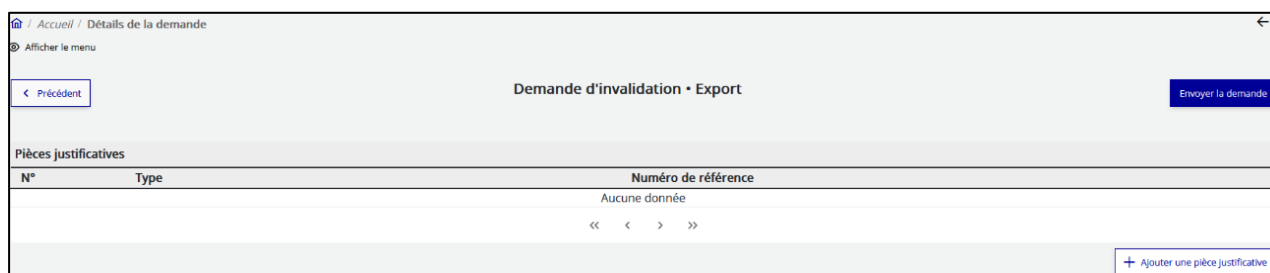 / Accueil / Détails de la demande
Afficher le menu
Précédent
Demande d'invalidation • Export
Envoyer la demande
Pièces justificatives
N° Type Numéro de référence
Aucune donnée
Ajouter une pièce justificative